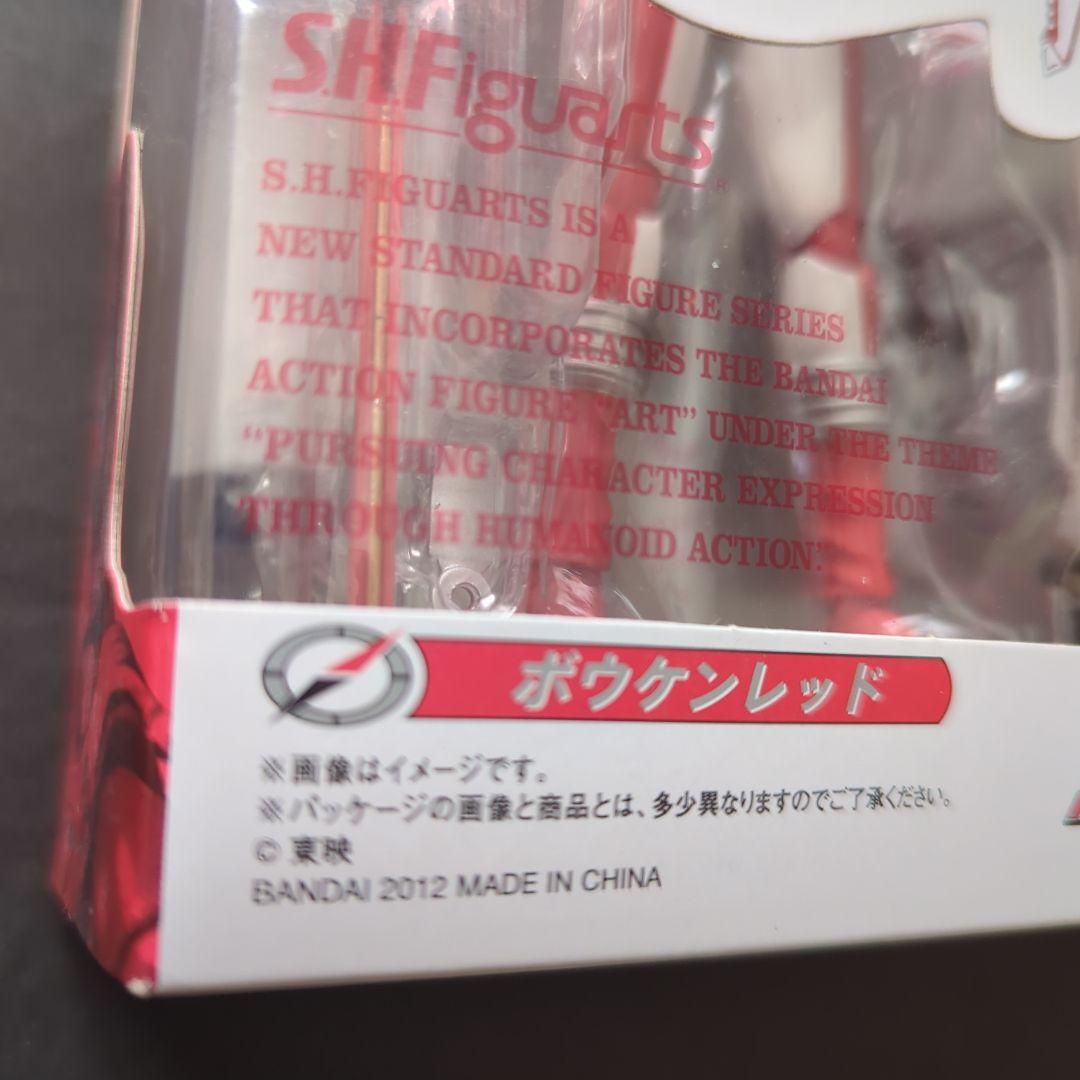 S.H.Figuarts
S.H.FIGUARTS IS A
NEW STANDARD FIGURE SERIES
THAT INCORPORATES THE BANDAI
ACTION FIGURE "ART" UNDER THE THEME
"PURSUING CHARACTER EXPRESSION
THROUGH HUMANOID ACTION."
ボウケンレッド
※画像はイメージです。
※パッケージの画像と商品とは、多少異なりますのでご了承ください。
© 東映
BANDAI 2012 MADE IN CHINA